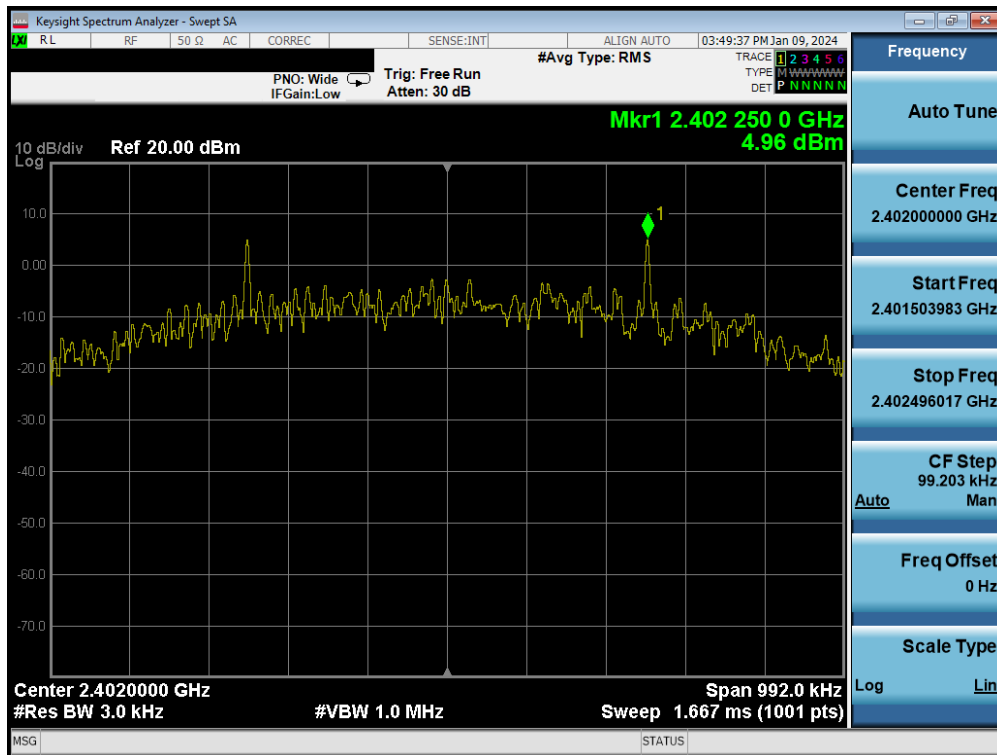 Keysight Spectrum Analyzer - Swept SA
LXI RL RF 50 Ω AC CORREC SENSE:INT ALIGN AUTO 03:49:37 PM Jan 09, 2024
#Avg Type: RMS
TRACE 1 2 3 4 5 6
PNO: Wide Trig: Free Run
TYPE M WWWWW
IFGain:Low Atten: 30 dB
DET P N N N N N
Mkr1 2.402 250 0 GHz
4.96 dBm
10 dB/div Ref 20.00 dBm
Log
1
10.0
0.00
-10.0
-20.0
-30.0
-40.0
-50.0
-60.0
-70.0
Center 2.4020000 GHz Span 992.0 kHz
#Res BW 3.0 kHz #VBW 1.0 MHz Sweep 1.667 ms (1001 pts)
MSG STATUS
Frequency
Auto Tune
Center Freq
2.402000000 GHz
Start Freq
2.401503983 GHz
Stop Freq
2.402496017 GHz
CF Step
99.203 kHz
Auto Man
Freq Offset
0 Hz
Scale Type
Log Lin